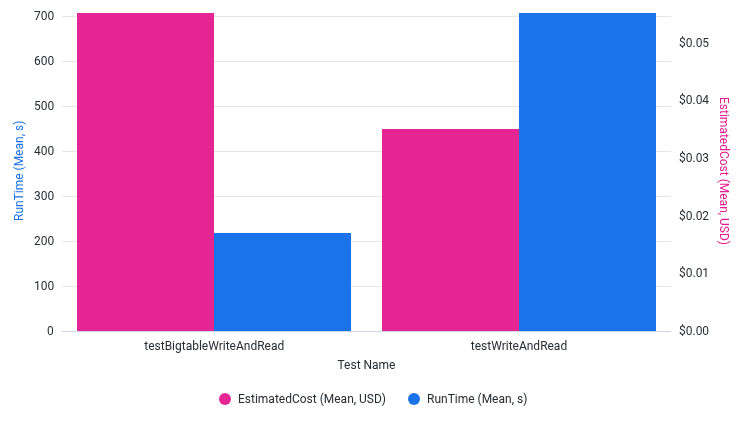 700
600
500
400
300
200
100
0
RunTime (Mean, s)
$0.05
$0.04
$0.03
$0.02
$0.01
$0.00
EstimatedCost (Mean, USD)
testBigtableWriteAndRead
testWriteAndRead
Test Name
EstimatedCost (Mean, USD)
RunTime (Mean, s)